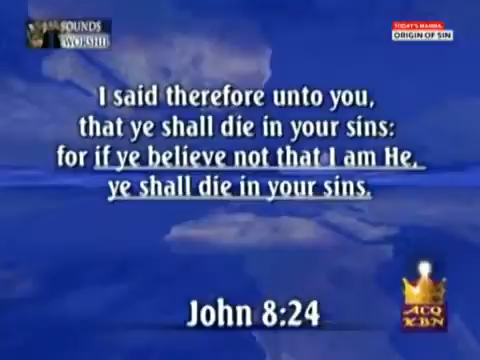 SOUNDS
WORSHIP
TODAY'S MANNA:
ORIGIN OF SIN
I said therefore unto you,
that ye shall die in your sins:
for if ye believe not that I am He,
ye shall die in your sins.
John 8:24
ACQ
KBN